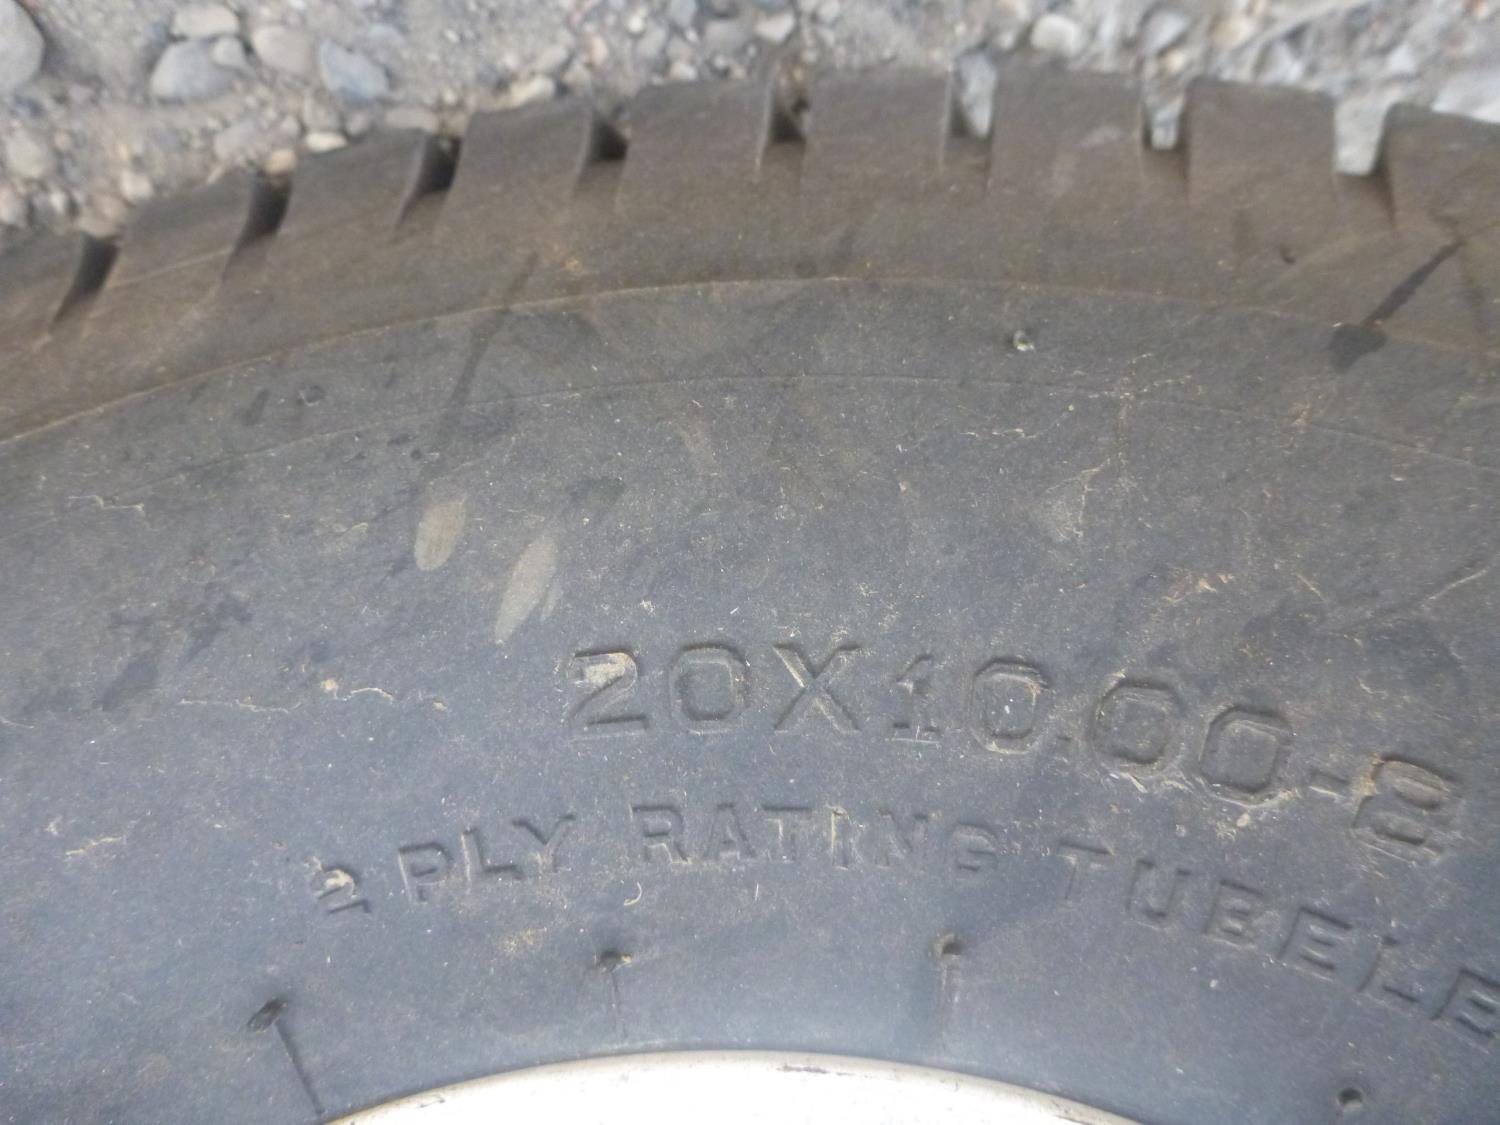 20X10.00-8
2 PLY RATING TUBELE